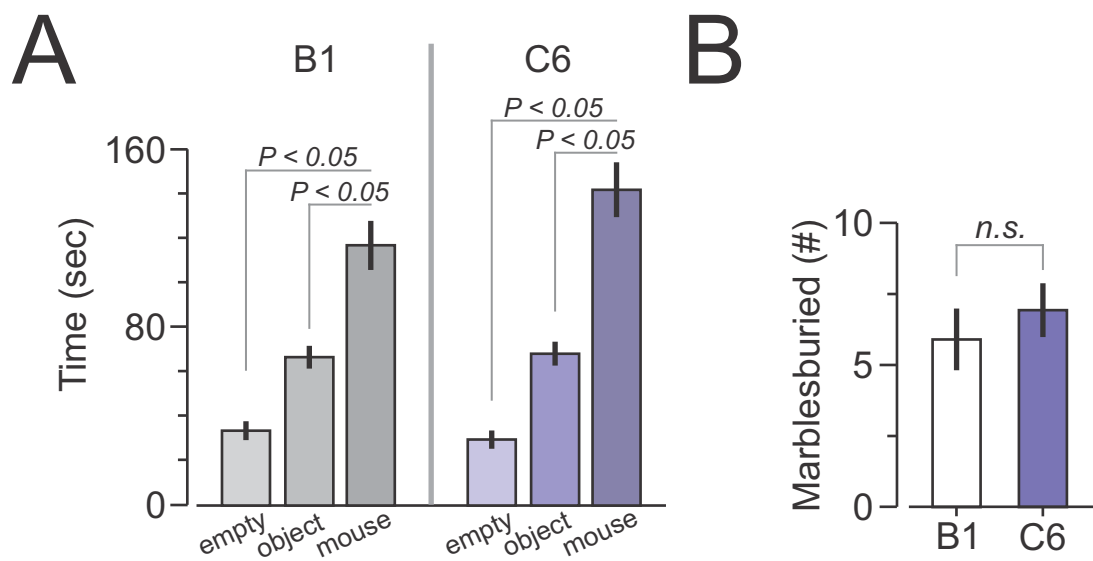 A
B1
C6
B
P < 0.05
P < 0.05
P < 0.05
P < 0.05
Time (sec)
160
80
0
empty
object
mouse
empty
object
mouse
Marblesburied (#)
10
5
0
n.s.
B1
C6